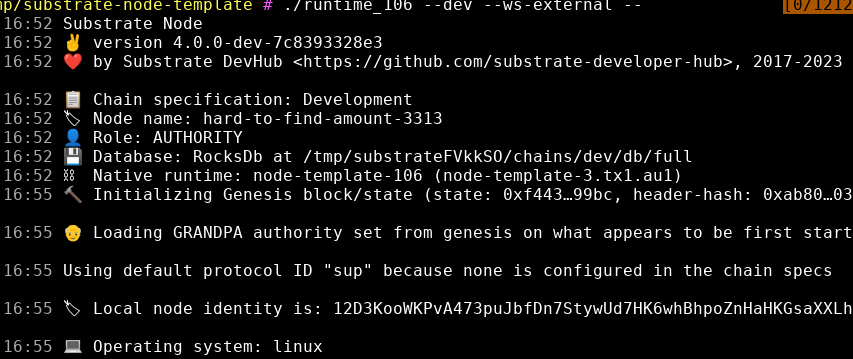 mp/substrate-node-template # ./runtime_106 --dev --ws-external -- [0/1212
16:52 Substrate Node
16:52 ✌️ version 4.0.0-dev-7c8393328e3
16:52 ❤️ by Substrate DevHub <https://github.com/substrate-developer-hub>, 2017-2023
16:52 📋 Chain specification: Development
16:52 🏷 Node name: hard-to-find-amount-3313
16:52 👤 Role: AUTHORITY
16:52 💾 Database: RocksDb at /tmp/substrateFVkkSO/chains/dev/db/full
16:52 ⛓ Native runtime: node-template-106 (node-template-3.tx1.au1)
16:55 🔨 Initializing Genesis block/state (state: 0xf443…99bc, header-hash: 0xab80…03
16:55 👴 Loading GRANDPA authority set from genesis on what appears to be first start
16:55 Using default protocol ID "sup" because none is configured in the chain specs
16:55 🏷 Local node identity is: 12D3KooWKPvA473puJbfDn7StywUd7HK6whBhpoZnHaHKGsaXXLh
16:55 💻 Operating system: linux